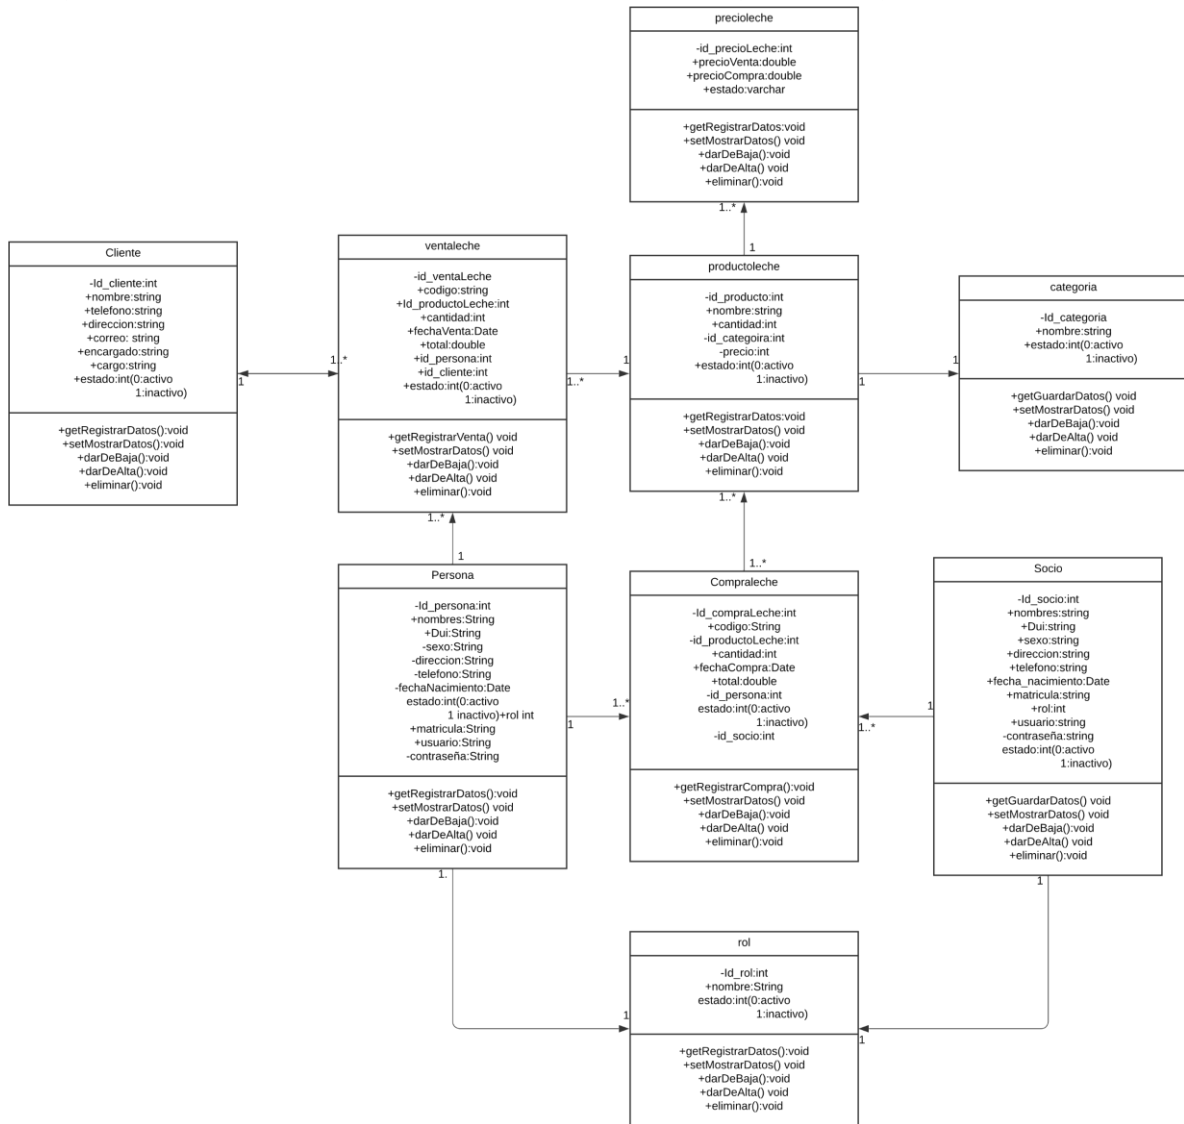 precioleche
-id_precioLeche:int
+precioVenta:double
+precioCompra:double
+estado:varchar
+getRegistrarDatos:void
+setMostrarDatos() void
+darDeBaja():void
+darDeAlta() void
+eliminar():void
1..*
1
Cliente
-Id_cliente:int
+nombre:string
+telefono:string
+direccion:string
+correo: string
+encargado:string
+cargo:string
+estado:int(0:activo
1:inactivo)
+getRegistrarDatos():void
+setMostrarDatos():void
+darDeBaja():void
+darDeAlta():void
+eliminar():void
1
1..*
ventaleche
-id_ventaLeche
+codigo:string
+Id_productoLeche:int
+cantidad:int
+fechaVenta:Date
+total:double
+id_persona:int
+id_cliente:int
+estado:int(0:activo
1:inactivo)
+getRegistrarVenta() void
+setMostrarDatos() void
+darDeBaja():void
+darDeAlta() void
+eliminar():void
1..*
1
productoleche
-id_producto:int
+nombre:string
+cantidad:int
-id_categoira:int
-precio:int
+estado:int(0:activo
1:inactivo)
+getRegistrarDatos:void
+setMostrarDatos() void
+darDeBaja():void
+darDeAlta() void
+eliminar():void
1
1
categoria
-Id_categoria
+nombre:string
+estado:int(0:activo
1:inactivo)
+getGuardarDatos() void
+setMostrarDatos() void
+darDeBaja():void
+darDeAlta() void
+eliminar():void
1..*
1
1..*
1..*
Persona
-Id_persona:int
+nombres:String
+Dui:String
-sexo:String
-direccion:String
-telefono:String
-fechaNacimiento:Date
estado:int(0:activo
1 inactivo)+rol int
+matricula:String
+usuario:String
-contraseña:String
+getRegistrarDatos():void
+setMostrarDatos() void
+darDeBaja():void
+darDeAlta() void
+eliminar():void
1
1..*
Compraleche
-Id_compraLeche:int
+codigo:String
-id_productoLeche:int
+cantidad:int
+fechaCompra:Date
+total:double
-id_persona:int
estado:int(0:activo
1:inactivo)
-id_socio:int
+getRegistrarCompra():void
+setMostrarDatos() void
+darDeBaja():void
+darDeAlta() void
+eliminar():void
1..*
1
Socio
-Id_socio:int
+nombres:string
+Dui:string
+sexo:string
+direccion:string
+telefono:string
+fecha_nacimiento:Date
+matricula:string
+rol:int
+usuario:string
-contraseña:string
estado:int(0:activo
1:inactivo)
+getGuardarDatos() void
+setMostrarDatos() void
+darDeBaja():void
+darDeAlta() void
+eliminar():void
1.
1
1
1
rol
-Id_rol:int
+nombre:String
estado:int(0:activo
1:inactivo)
+getRegistrarDatos():void
+setMostrarDatos() void
+darDeBaja():void
+darDeAlta() void
+eliminar():void